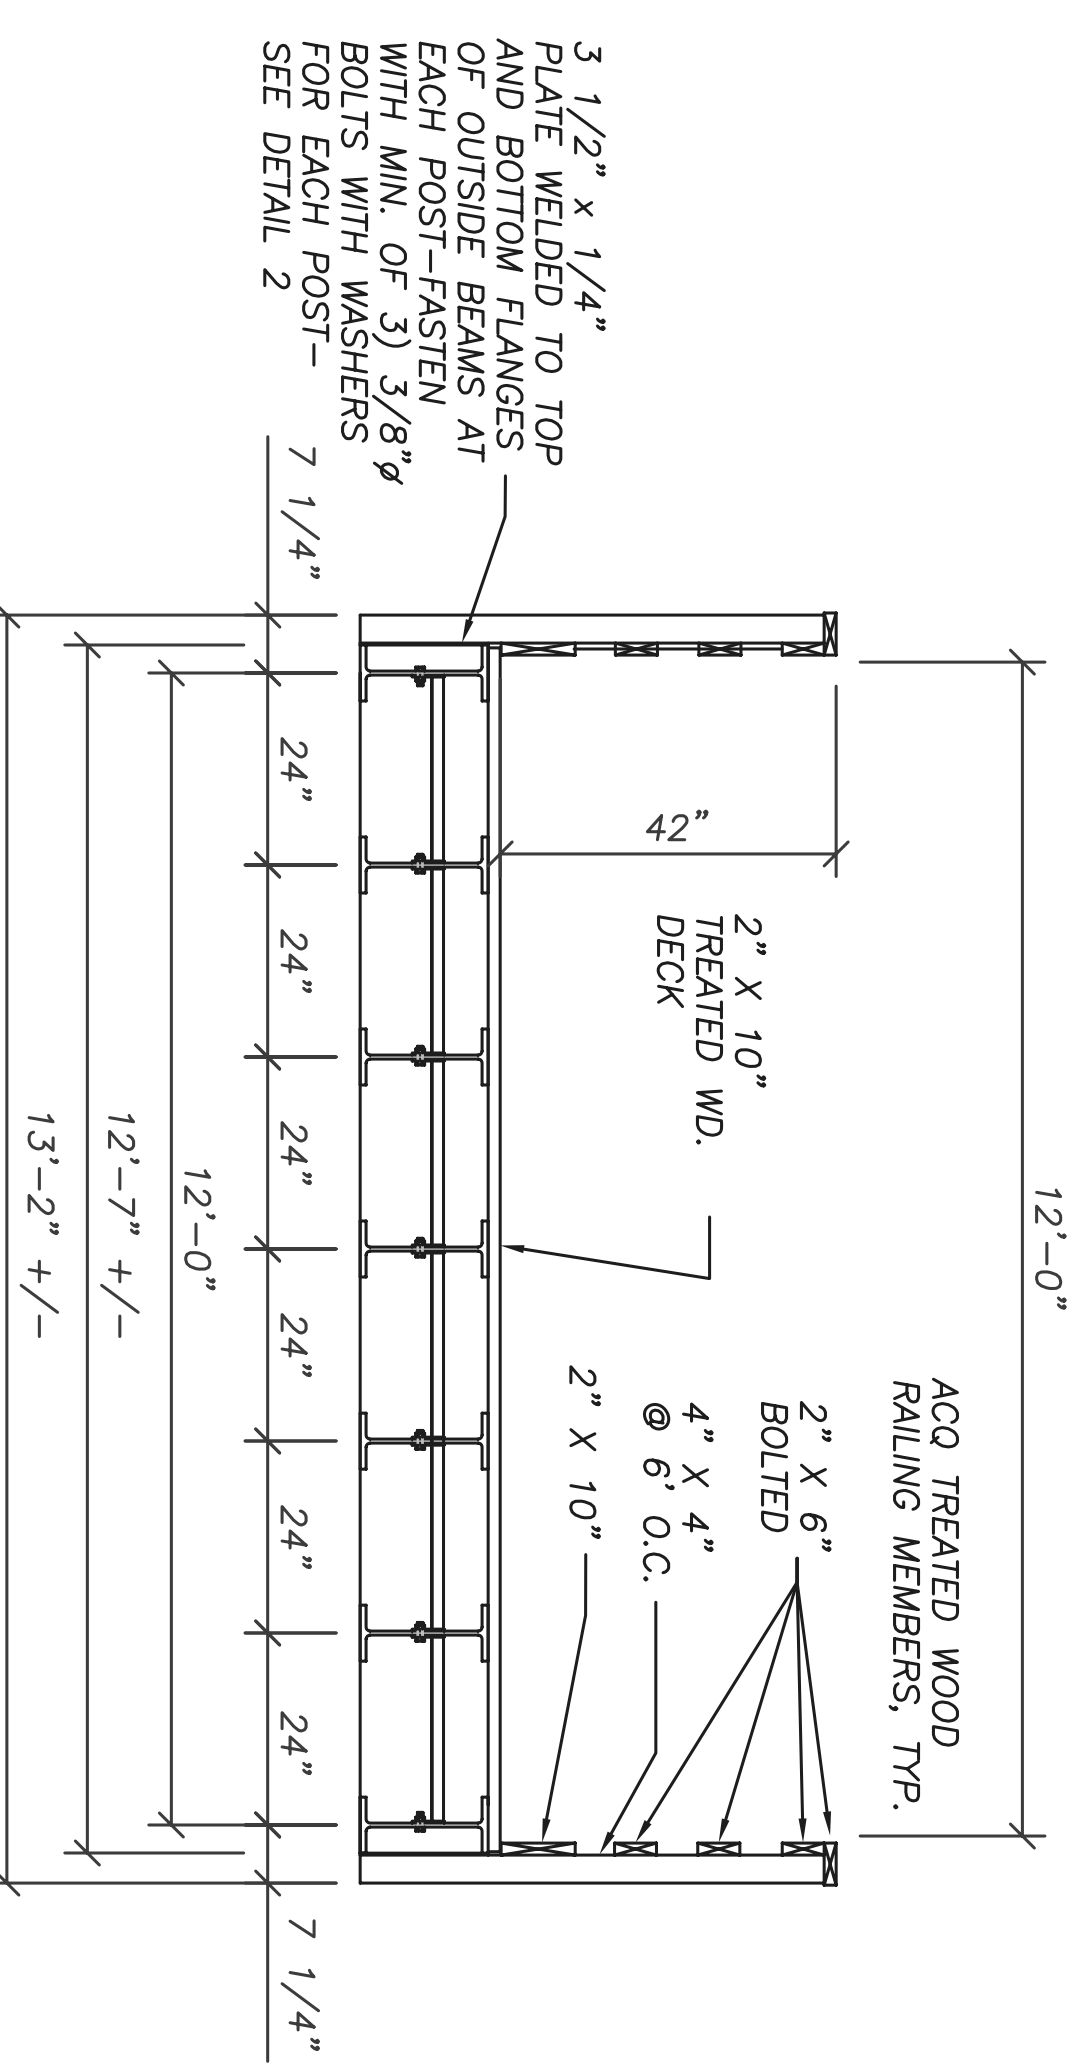 12'-0"
ACQ TREATED WOOD
RAILING MEMBERS, TYP.
2" X 6"
BOLTED
4" X 4"
@ 6' O.C.
2" X 10"
2" X 10"
TREATED WD.
DECK
42"
3 1/2" x 1/4"
PLATE WELDED TO TOP
AND BOTTOM FLANGES
OF OUTSIDE BEAMS AT
EACH POST-FASTEN
WITH MIN. OF 3) 3/8"ϕ
BOLTS WITH WASHERS
FOR EACH POST-
SEE DETAIL 2
7 1/4"
24"
24"
24"
24"
24"
24"
7 1/4"
12'-0"
12'-7" +/-
13'-2" +/-